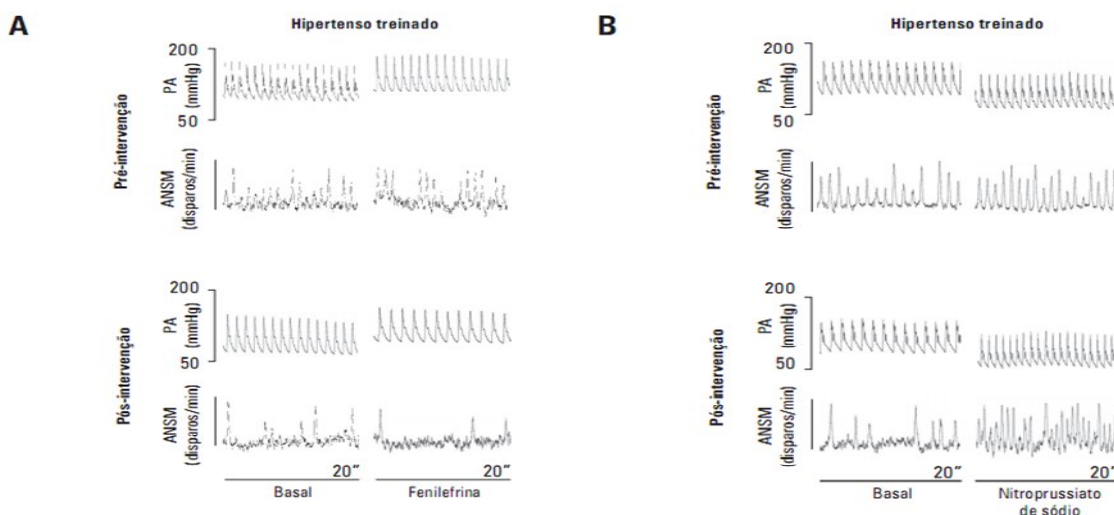 A
Hipertenso treinado
Pré-intervenção
PA
(mmHg)
200
50
ANSM
(disparos/min)
Pós-intervenção
PA
(mmHg)
200
50
ANSM
(disparos/min)
20” 20”
Basal Fenilefrina
B
Hipertenso treinado
Pré-intervenção
PA
(mmHg)
200
50
ANSM
(disparos/min)
Pós-intervenção
PA
(mmHg)
200
50
ANSM
(disparos/min)
20” 20”
Basal Nitroprussiato
de sódio